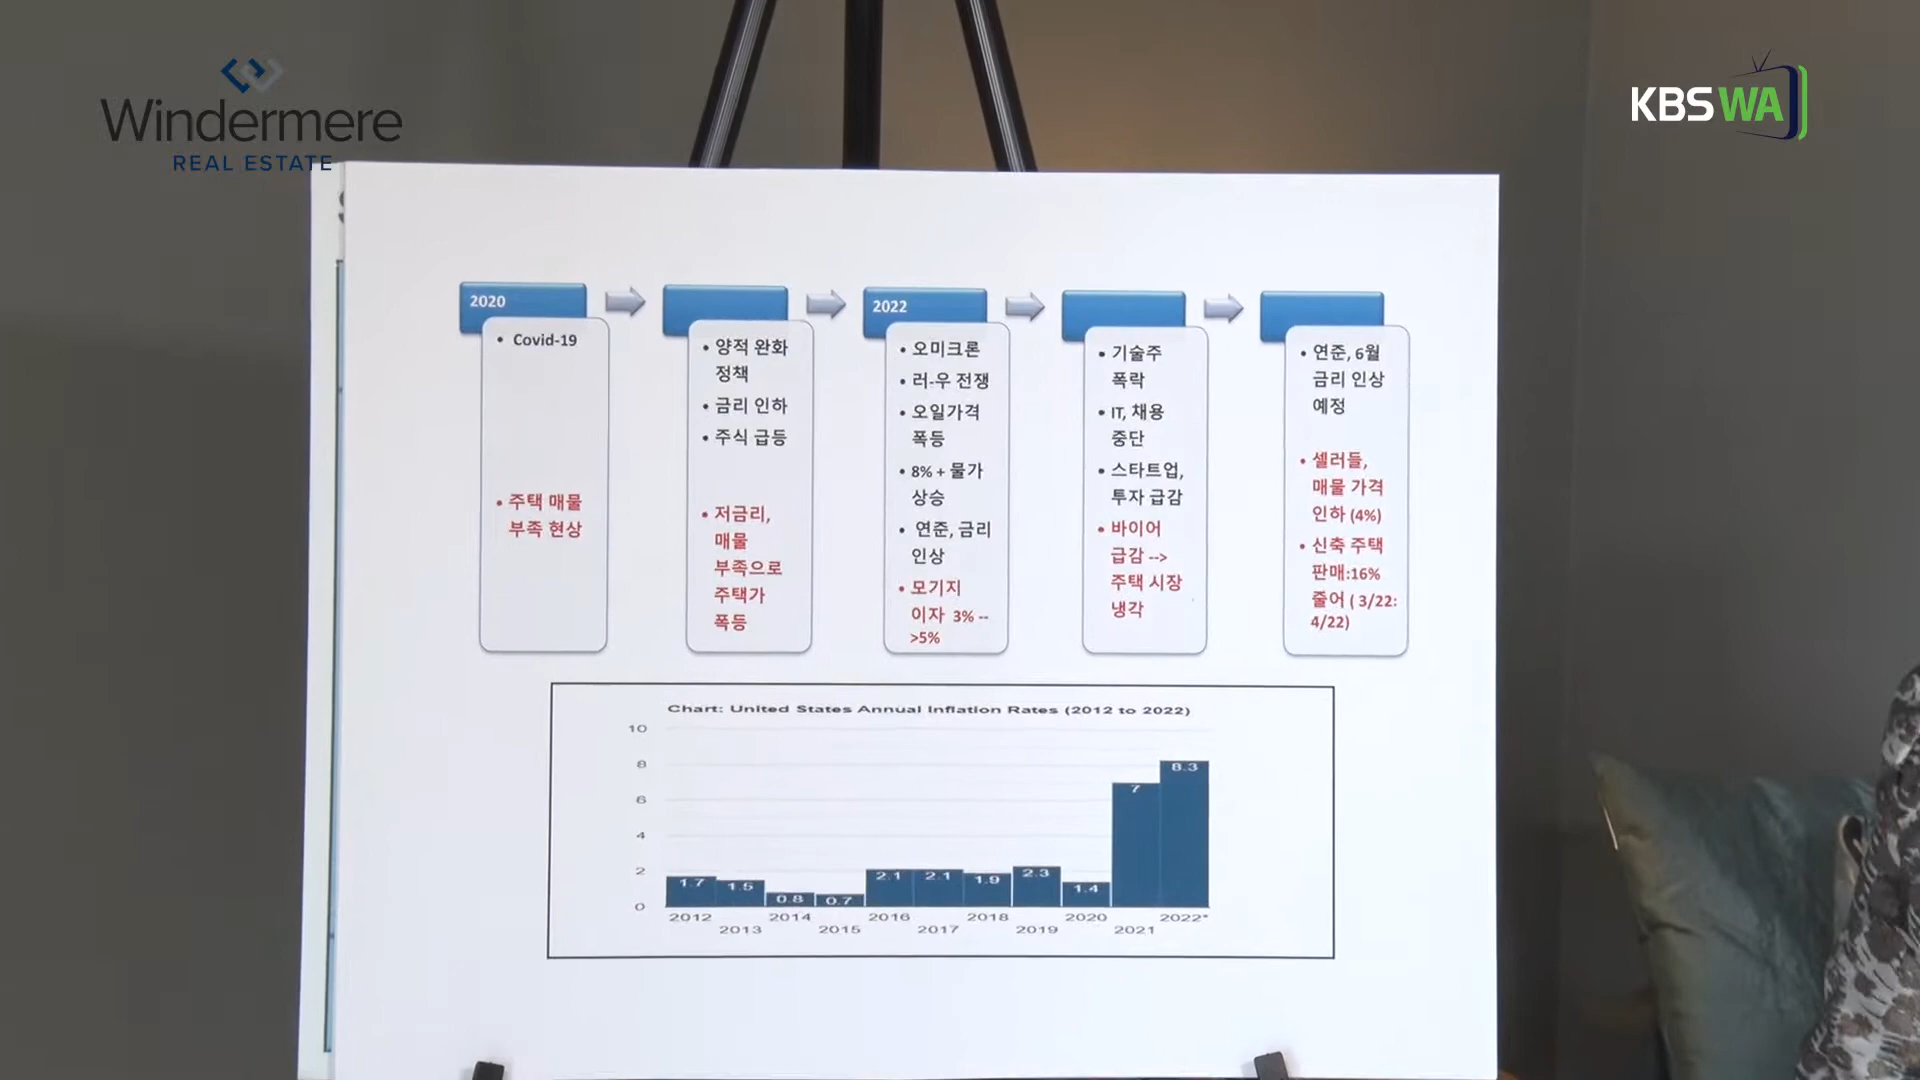 Windermere
REAL ESTATE
KBS WA
2020
• Covid-19
• 주택 매물
부족 현상
• 양적 완화
정책
• 금리 인하
• 주식 급등
• 저금리,
매물
부족으로
주택가
폭등
2022
• 오미크론
• 러-우 전쟁
• 오일가격
폭등
• 8% + 물가
상승
• 연준, 금리
인상
• 모기지
이자 3% --
>5%
• 기술주
폭락
• IT, 채용
중단
• 스타트업,
투자 급감
• 바이어
급감 -->
주택 시장
냉각
• 연준, 6월
금리 인상
예정
• 셀러들,
매물 가격
인하 (4%)
• 신축 주택
판매:16%
줄어 ( 3/22:
4/22)
Chart: United States Annual Inflation Rates (2012 to 2022)
10
8
6
4
2
0
1.7 1.5 0.8 0.7 2.1 2.1 1.9 2.3 1.4 7 8.3
2012 2014 2016 2018 2020 2022*
2013 2015 2017 2019 2021